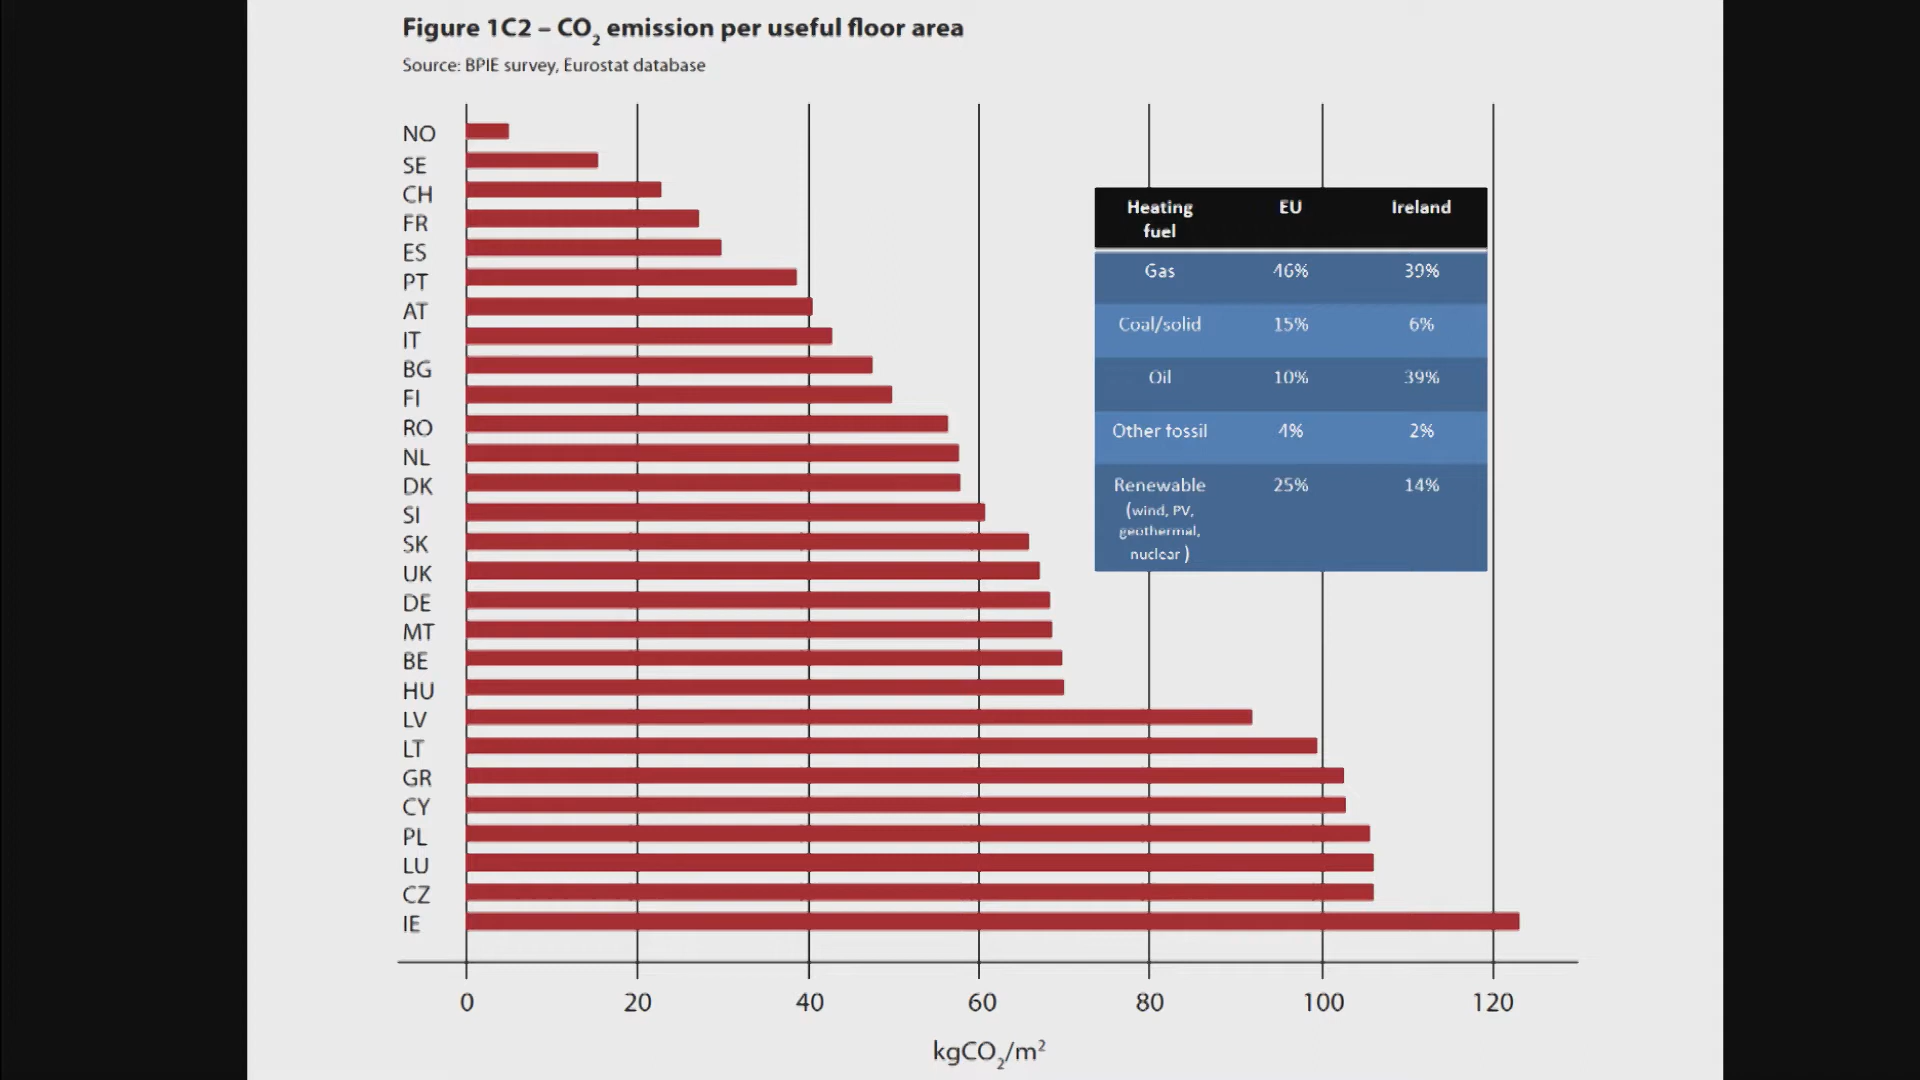 Figure 1C2 – CO₂ emission per useful floor area
Source: BPIE survey, Eurostat database
NO
SE
CH
FR
ES
PT
AT
IT
BG
FI
RO
NL
DK
SI
SK
UK
DE
MT
BE
HU
LV
LT
GR
CY
PL
LU
CZ
IE
Heating fuel EU Ireland
Gas 46% 39%
Coal/solid 15% 6%
Oil 10% 39%
Other fossil 4% 2%
Renewable 25% 14%
(wind, PV,
geothermal,
nuclear )
0 20 40 60 80 100 120
kgCO₂/m²